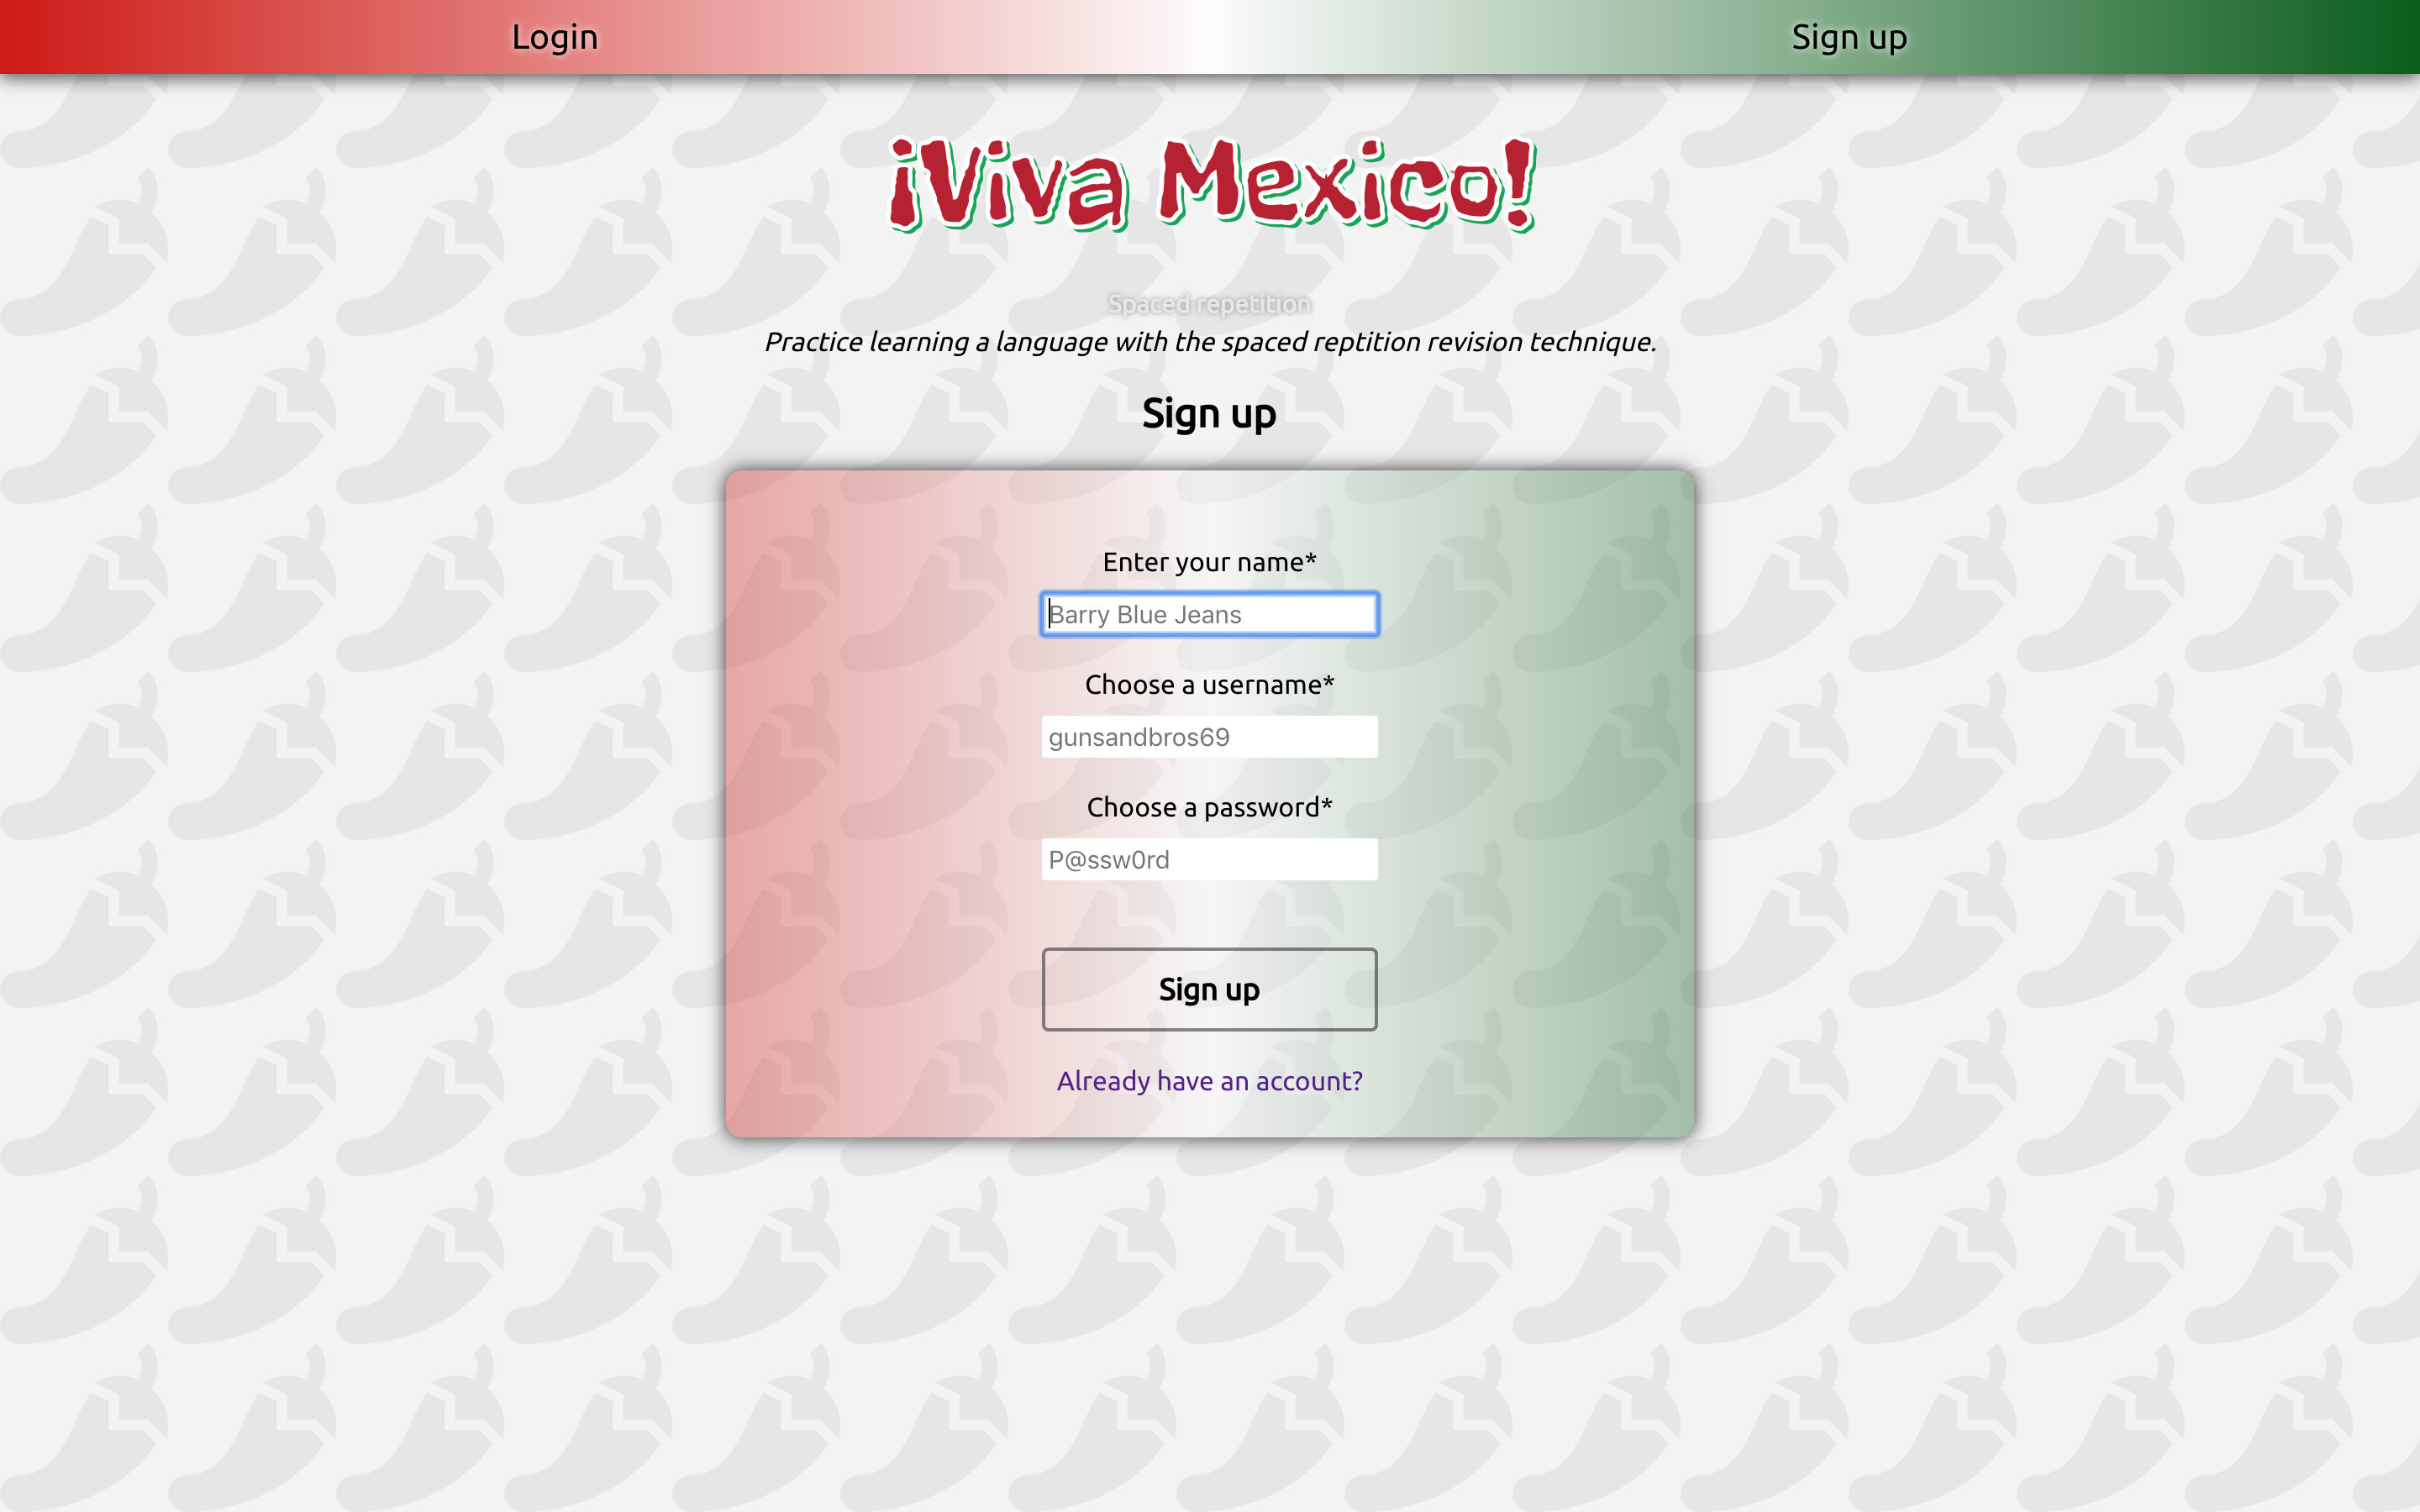 Login
Sign up
¡Viva Mexico!
Spaced repetition
Practice learning a language with the spaced reptition revision technique.
Sign up
Enter your name*
Barry Blue Jeans
Choose a username*
gunsandbros69
Choose a password*
P@ssw0rd
Sign up
Already have an account?